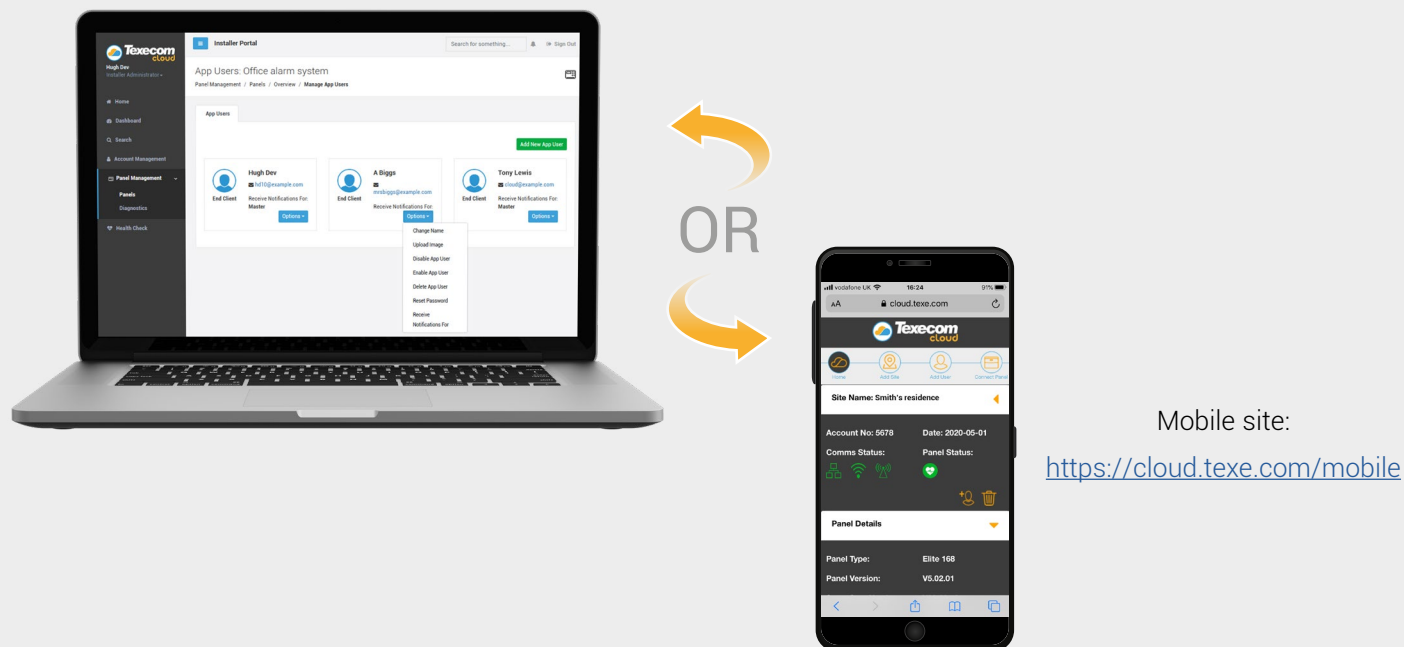 Texecom
cloud
Hugh Dev
Installer Administrator
Home
Dashboard
Search
Account Management
Panel Management
Panels
Diagnostics
Health Check
Installer Portal
Search for something...
Sign Out
App Users: Office alarm system
Panel Management / Panels / Overview / Manage App Users
App Users
Add New App User
Hugh Dev
hd10@example.com
End Client
Receive Notifications For:
Master
Options
A Biggs
mrsbiggs@example.com
End Client
Receive Notifications For:
Options
Change Name
Upload Image
Disable App User
Enable App User
Delete App User
Reset Password
Receive
Notifications For
Tony Lewis
cloud@example.com
End Client
Receive Notifications For:
Master
Options
OR
vodafone UK
16:24
91%
AA
cloud.texe.com
Texecom
cloud
Home
Add Site
Add User
Connect Panel
Site Name: Smith's residence
Account No: 5678
Date: 2020-05-01
Comms Status:
Panel Status:
Panel Details
Panel Type:
Elite 168
Panel Version:
V5.02.01
Mobile site:
https://cloud.texe.com/mobile